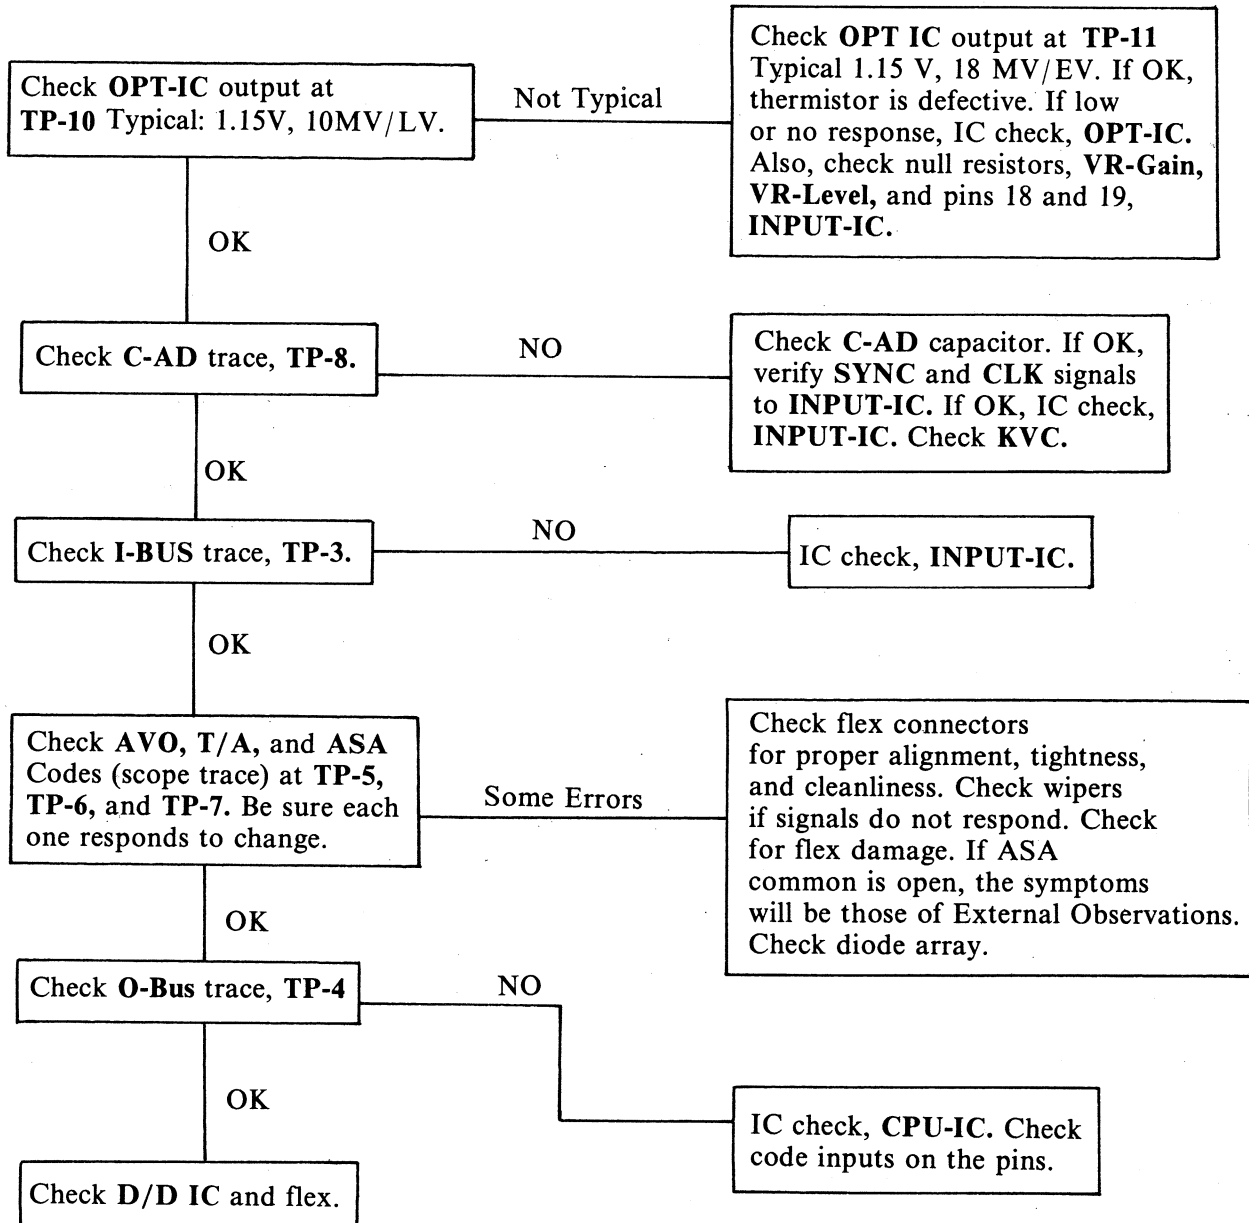 Check OPT-IC output at
TP-10 Typical: 1.15V, 10MV/LV.
Not Typical
Check OPT IC output at TP-11
Typical 1.15 V, 18 MV/EV. If OK,
thermistor is defective. If low
or no response, IC check, OPT-IC.
Also, check null resistors, VR-Gain,
VR-Level, and pins 18 and 19,
INPUT-IC.
OK
Check C-AD trace, TP-8.
NO
Check C-AD capacitor. If OK,
verify SYNC and CLK signals
to INPUT-IC. If OK, IC check,
INPUT-IC. Check KVC.
OK
Check I-BUS trace, TP-3.
NO
IC check, INPUT-IC.
OK
Check AVO, T/A, and ASA
Codes (scope trace) at TP-5,
TP-6, and TP-7. Be sure each
one responds to change.
Some Errors
Check flex connectors
for proper alignment, tightness,
and cleanliness. Check wipers
if signals do not respond. Check
for flex damage. If ASA
common is open, the symptoms
will be those of External Observations.
Check diode array.
OK
Check O-Bus trace, TP-4
NO
IC check, CPU-IC. Check
code inputs on the pins.
OK
Check D/D IC and flex.